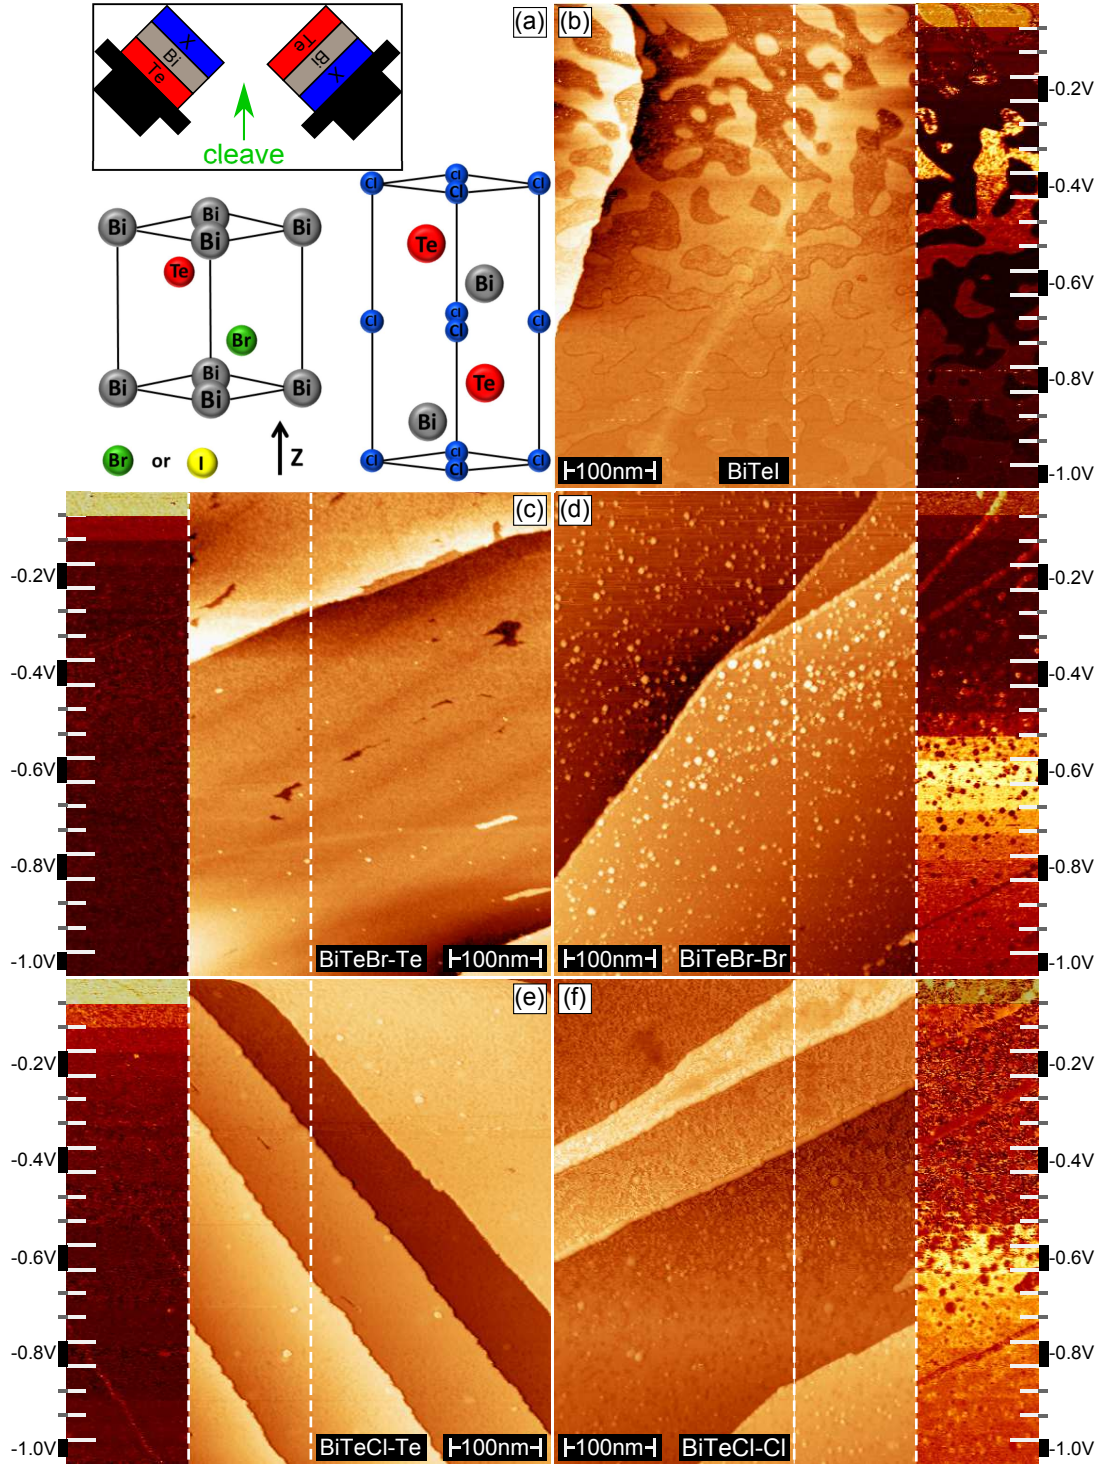 (a)
X
Bi
Te
Te
Bi
X
cleave
Bi
Bi
Bi
Bi
Te
Br
Bi
Bi
Bi
Bi
Br or I
Z
Cl
Cl
Cl
Cl
Te
Bi
Cl
Cl
Cl
Cl
Te
Bi
Cl
Cl
Cl
Cl
(b)
-0.2V
-0.4V
-0.6V
-0.8V
-1.0V
100nm
BiTeI
(c)
-0.2V
-0.4V
-0.6V
-0.8V
-1.0V
BiTeBr-Te
100nm
(d)
-0.2V
-0.4V
-0.6V
-0.8V
-1.0V
100nm
BiTeBr-Br
(e)
-0.2V
-0.4V
-0.6V
-0.8V
-1.0V
BiTeCl-Te
100nm
(f)
-0.2V
-0.4V
-0.6V
-0.8V
-1.0V
100nm
BiTeCl-Cl